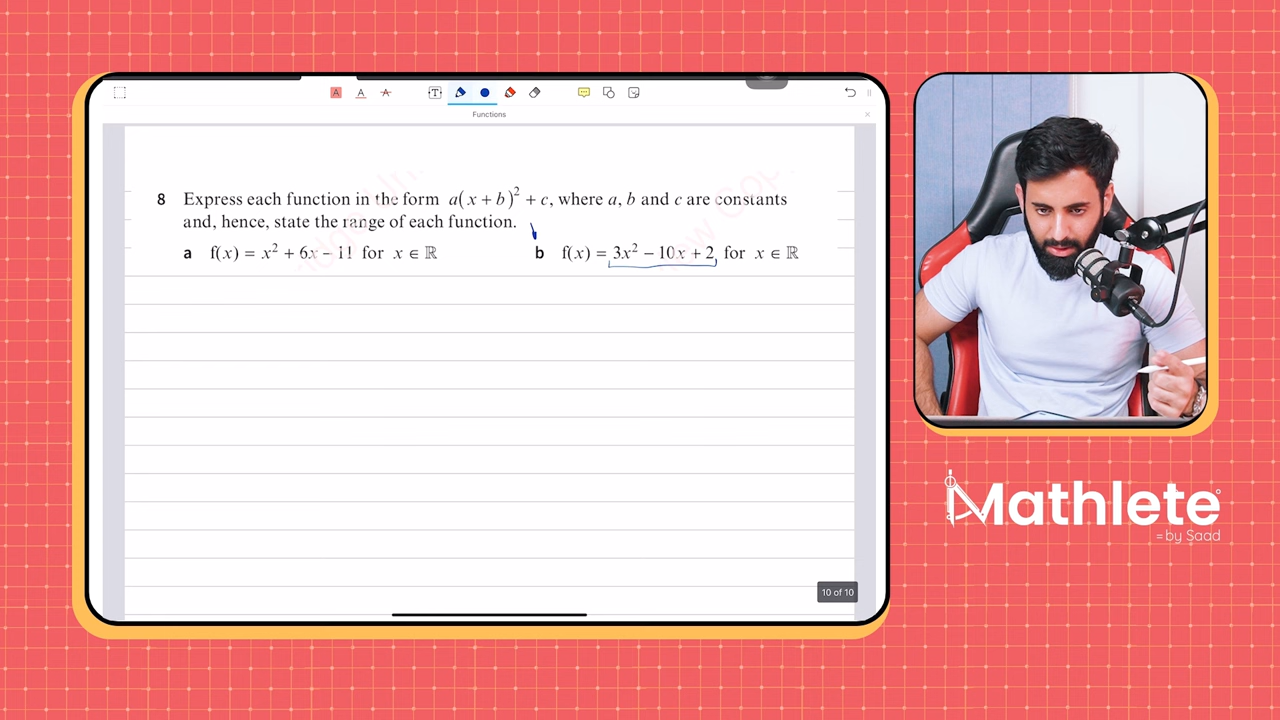 Functions
8 Express each function in the form a(x + b)² + c, where a, b and c are constants
and, hence, state the range of each function.
a f(x) = x² + 6x − 11 for x ∈ ℝ b f(x) = 3x² − 10x + 2, for x ∈ ℝ
10 of 10
Mathlete
= by Saad